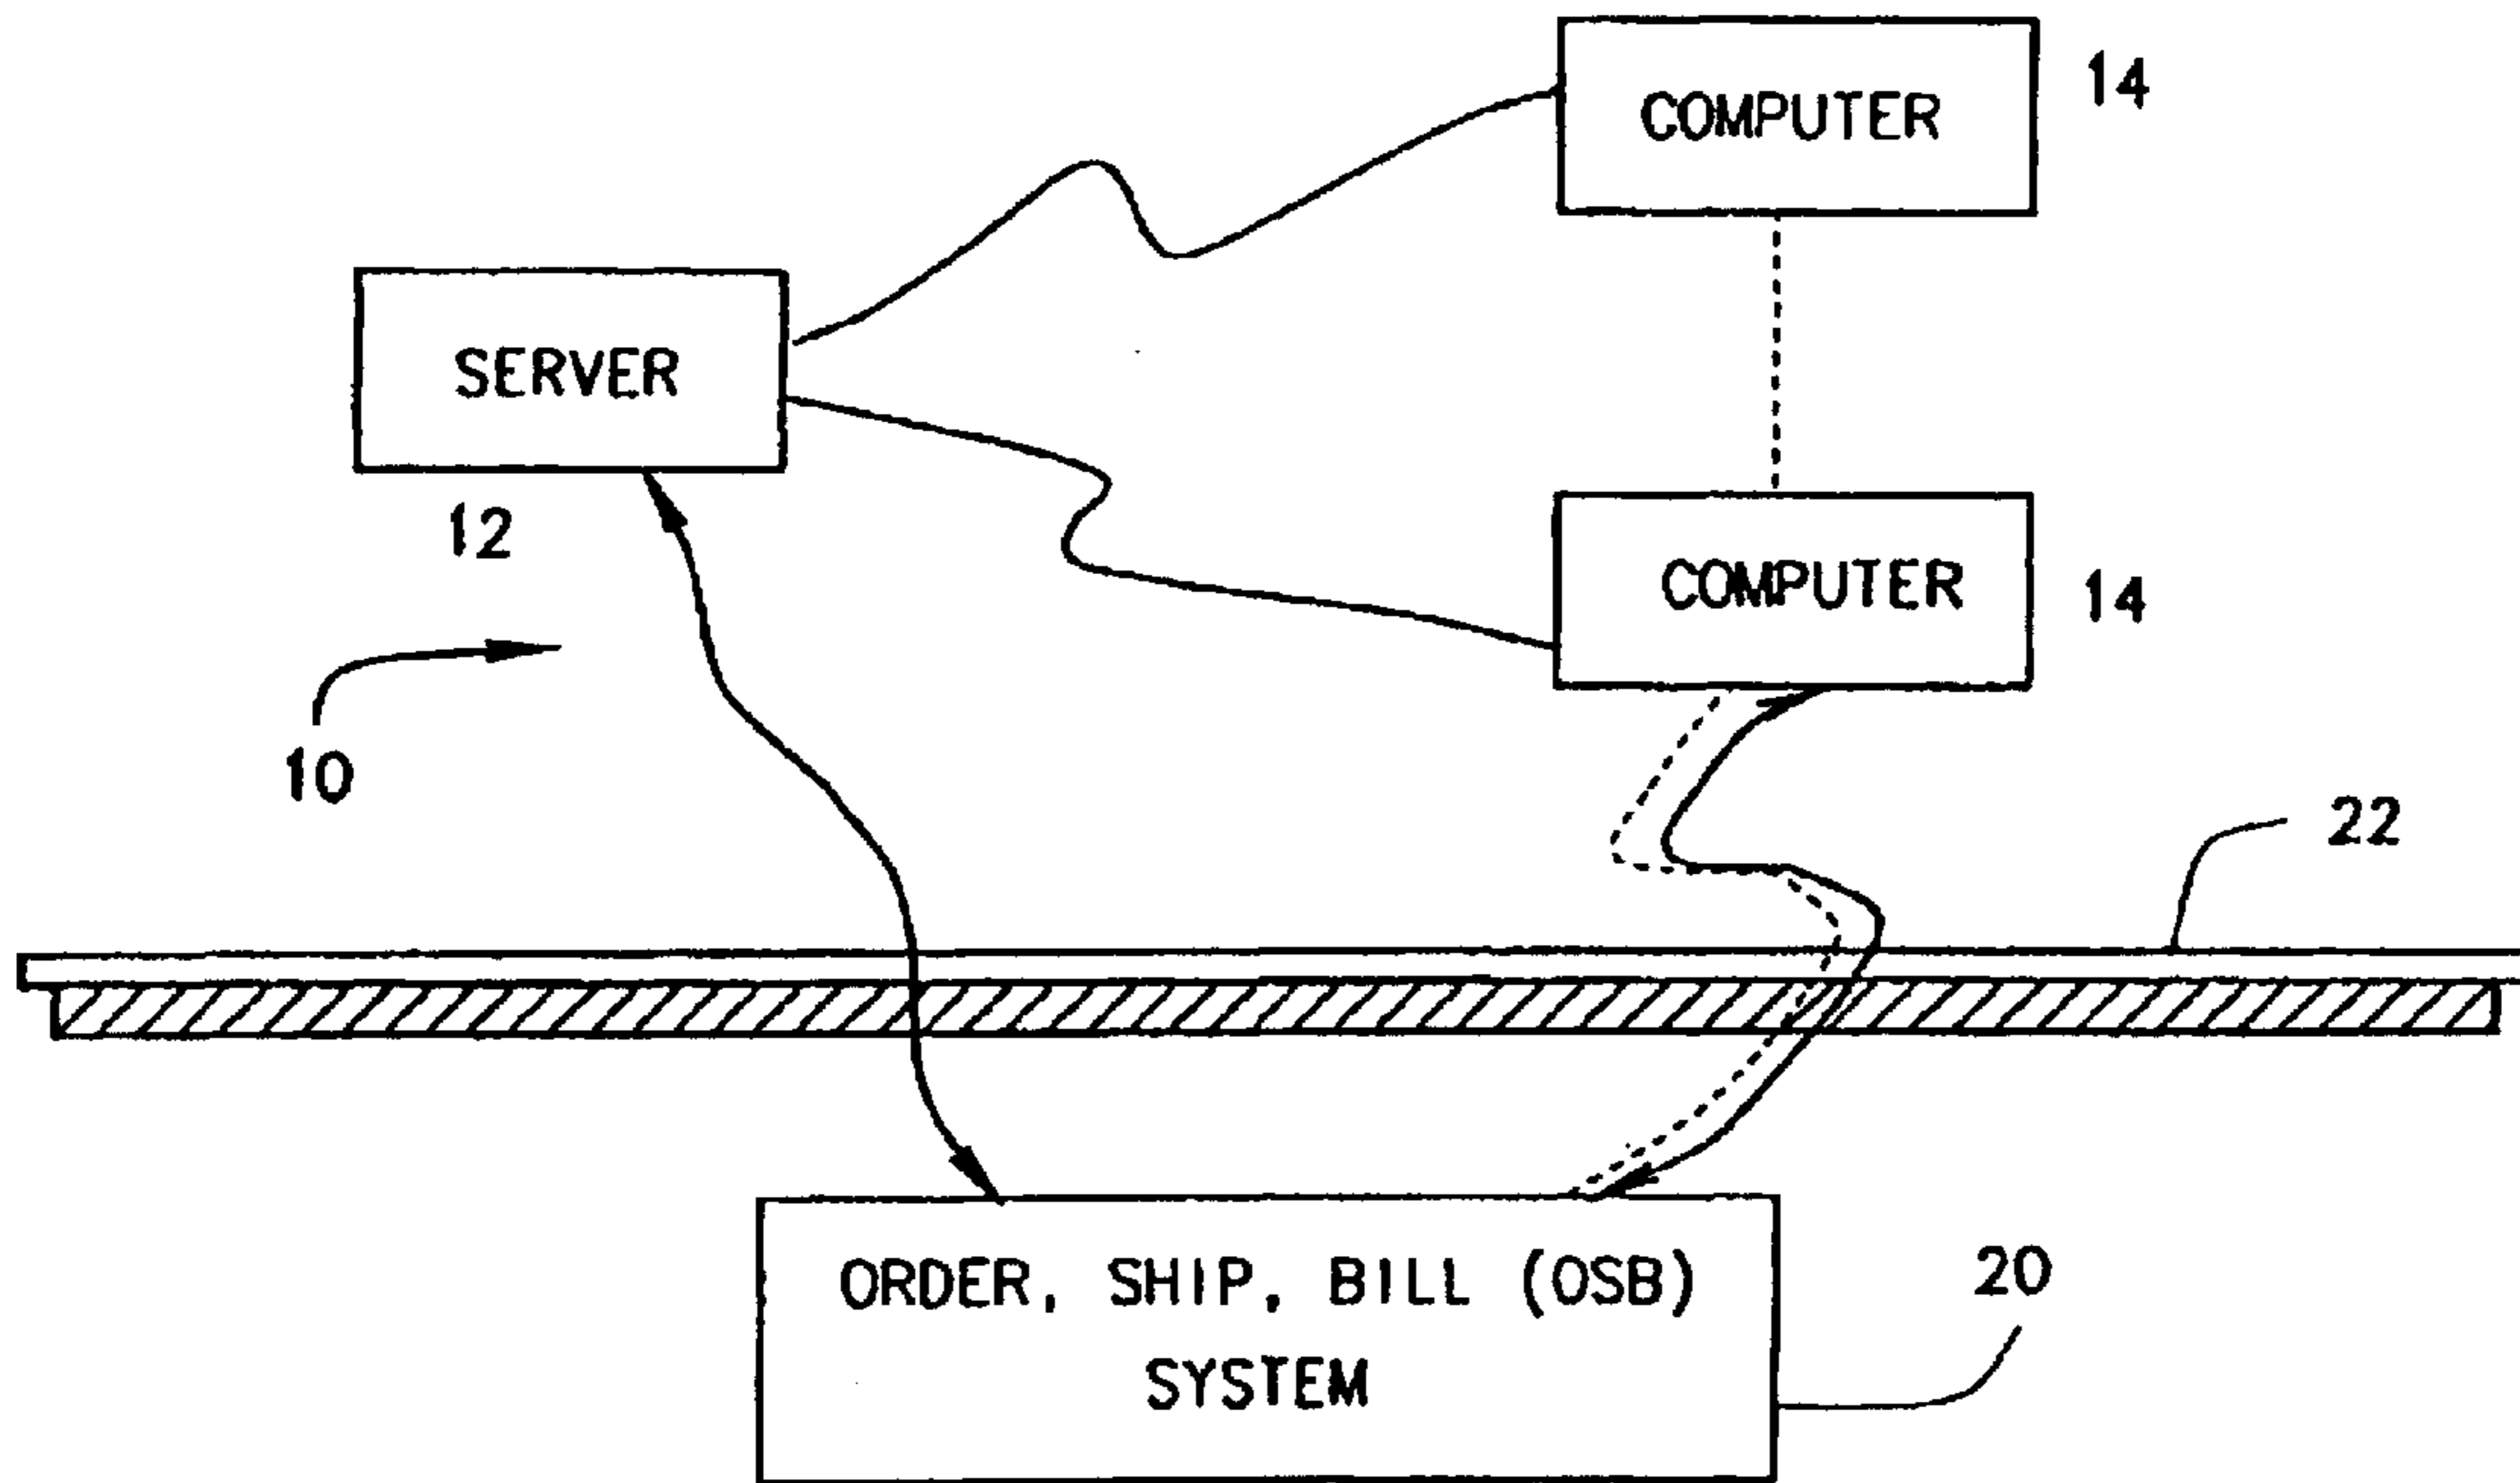 COMPUTER
14
SERVER
12
COMPUTER
14
10
22
ORDER, SHIP, BILL (OSB)
SYSTEM
20